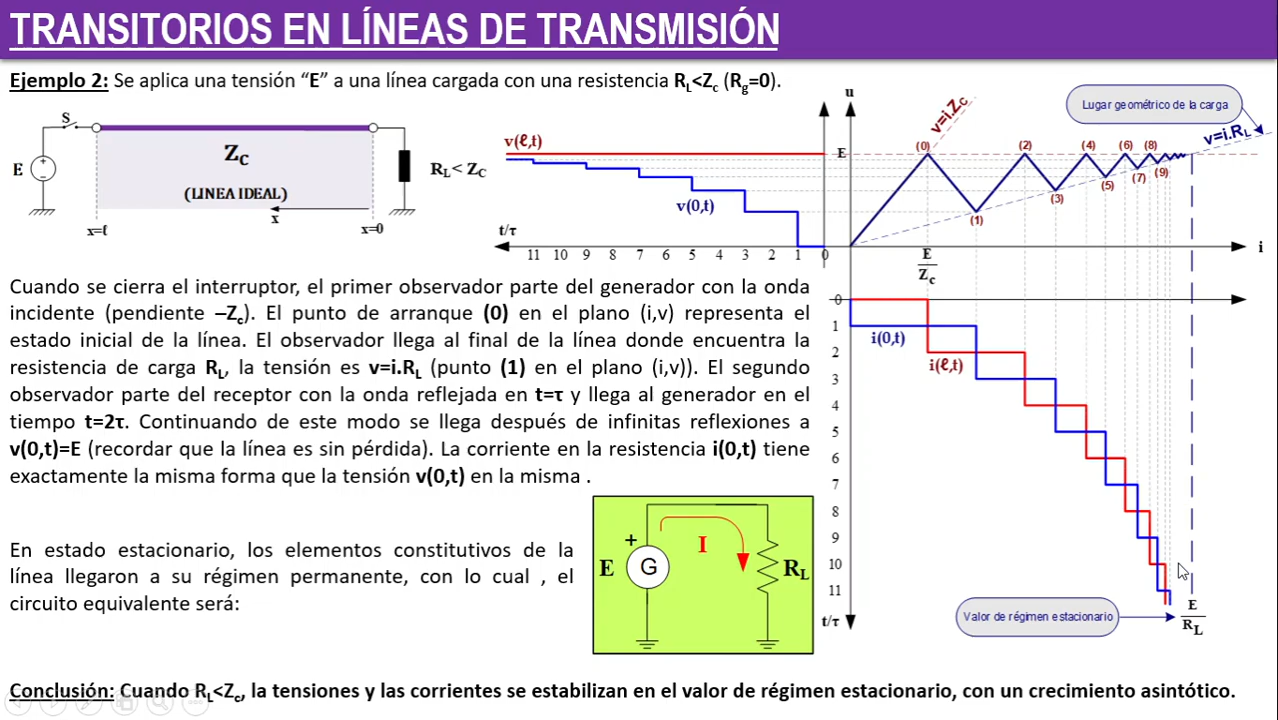 TRANSITORIOS EN LÍNEAS DE TRANSMISIÓN
Ejemplo 2: Se aplica una tensión “E” a una línea cargada con una resistencia RL<Zc (Rg=0).
S
E
ZC
(LINEA IDEAL)
x
x=ℓ
x=0
RL < ZC
v(ℓ,t)
v(0,t)
t/τ
11 10 9 8 7 6 5 4 3 2 1 0
u
E
v=i.ZC
Lugar geométrico de la carga
v=i.RL
(0) (2) (4) (6) (8)
(1) (3) (5) (7) (9)
i
E
ZC
Cuando se cierra el interruptor, el primer observador parte del generador con la onda
incidente (pendiente –Zc). El punto de arranque (0) en el plano (i,v) representa el
estado inicial de la línea. El observador llega al final de la línea donde encuentra la
resistencia de carga RL, la tensión es v=i.RL (punto (1) en el plano (i,v)). El segundo
observador parte del receptor con la onda reflejada en t=τ y llega al generador en el
tiempo t=2τ. Continuando de este modo se llega después de infinitas reflexiones a
v(0,t)=E (recordar que la línea es sin pérdida). La corriente en la resistencia i(0,t) tiene
exactamente la misma forma que la tensión v(0,t) en la misma .
0
1
2
3
4
5
6
7
8
9
10
11
t/τ
i(0,t)
i(ℓ,t)
Valor de régimen estacionario
E
RL
En estado estacionario, los elementos constitutivos de la
línea llegaron a su régimen permanente, con lo cual , el
circuito equivalente será:
+
E
G
I
RL
Conclusión: Cuando RL<Zc, la tensiones y las corrientes se estabilizan en el valor de régimen estacionario, con un crecimiento asintótico.